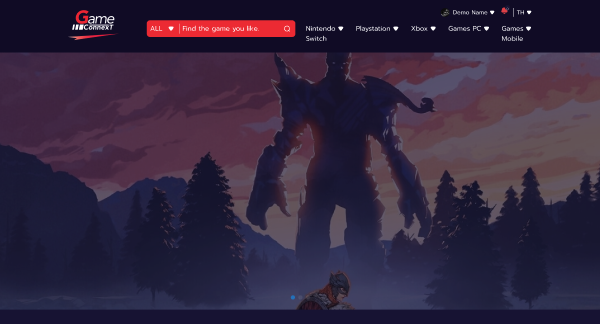 Demo Name
TH
Game
ConnexT
ALL
Find the game you like.
Nintendo
Switch
Playstation
Xbox
Games PC
Games
Mobile